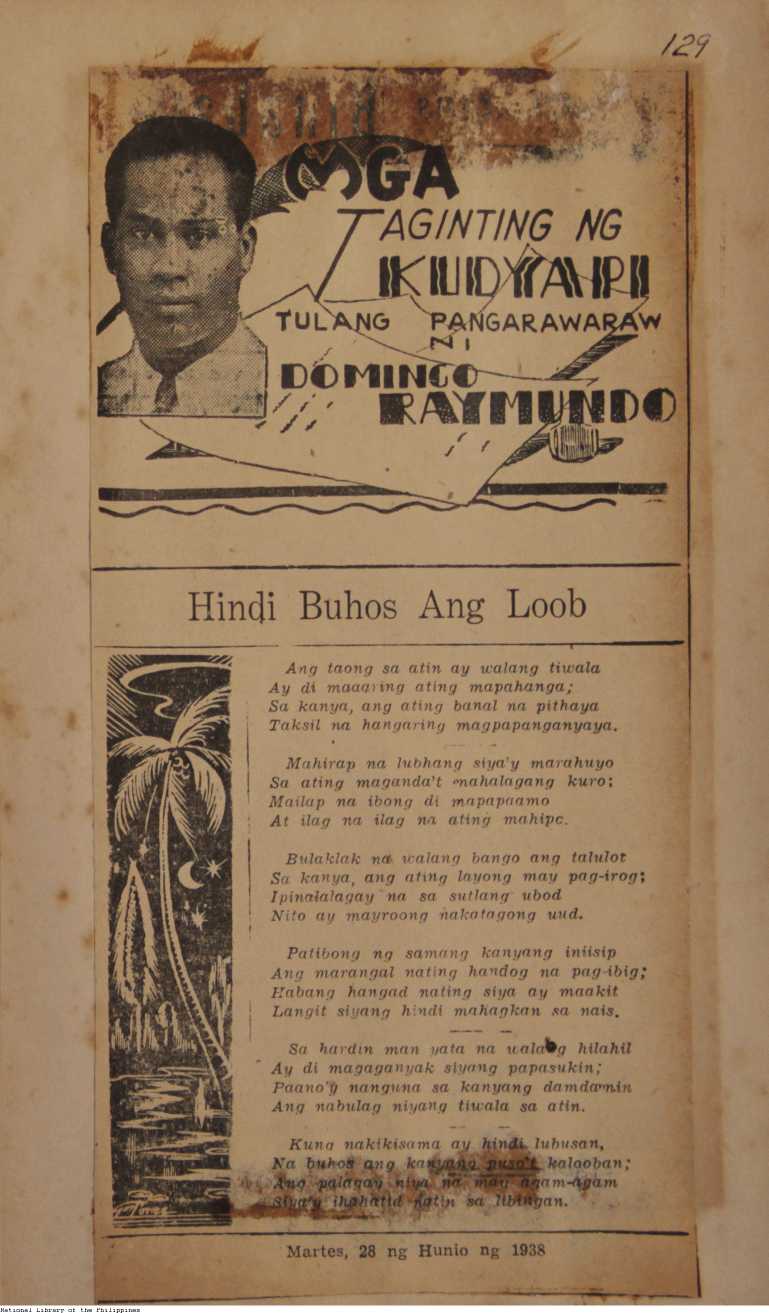 129
MGA
TAGINTING NG
KUDYAPI
TULANG PANGARAWARAW
NI
DOMINGO
RAYMUNDO
Hindi Buhos Ang Loob
Ang taong sa atin ay walang tiwala
Ay di maaaring ating mapahanga;
Sa kanya, ang ating banal na pithaya
Taksil na hangaring magpapanganyaya.
Mahirap na lubhang siya'y marahuyo
Sa ating maganda't mahalagang kuro;
Mailap na ibong di mapapaamo
At ilag na ilag na ating mahipo.
Bulaklak na walang bango ang talulot
Sa kanya, ang ating layong may pag-irog;
Ipinalalagay na sa sutlang ubod
Nito ay mayroong nakatagong uud.
Patibong ng samang kanyang iniisip
Ang marangal nating handog na pag-ibig;
Habang hangad nating siya ay maakit
Langit siyang hindi mahagkan sa nais.
Sa hardin man yata na walang hilahil
Ay di magaganyak siyang papasukin;
Paano'y nanguna sa kanyang damdamin
Ang nabulag niyang tiwala sa atin.
Kung nakikisama ay hindi lubusan,
Na buhos ang kanyang puso't kalooban;
Ang palagay niya na may agam-agam
Siya'y ihahatid natin sa libingan.
Martes, 28 ng Hunio ng 1938
National Library of the Philippines